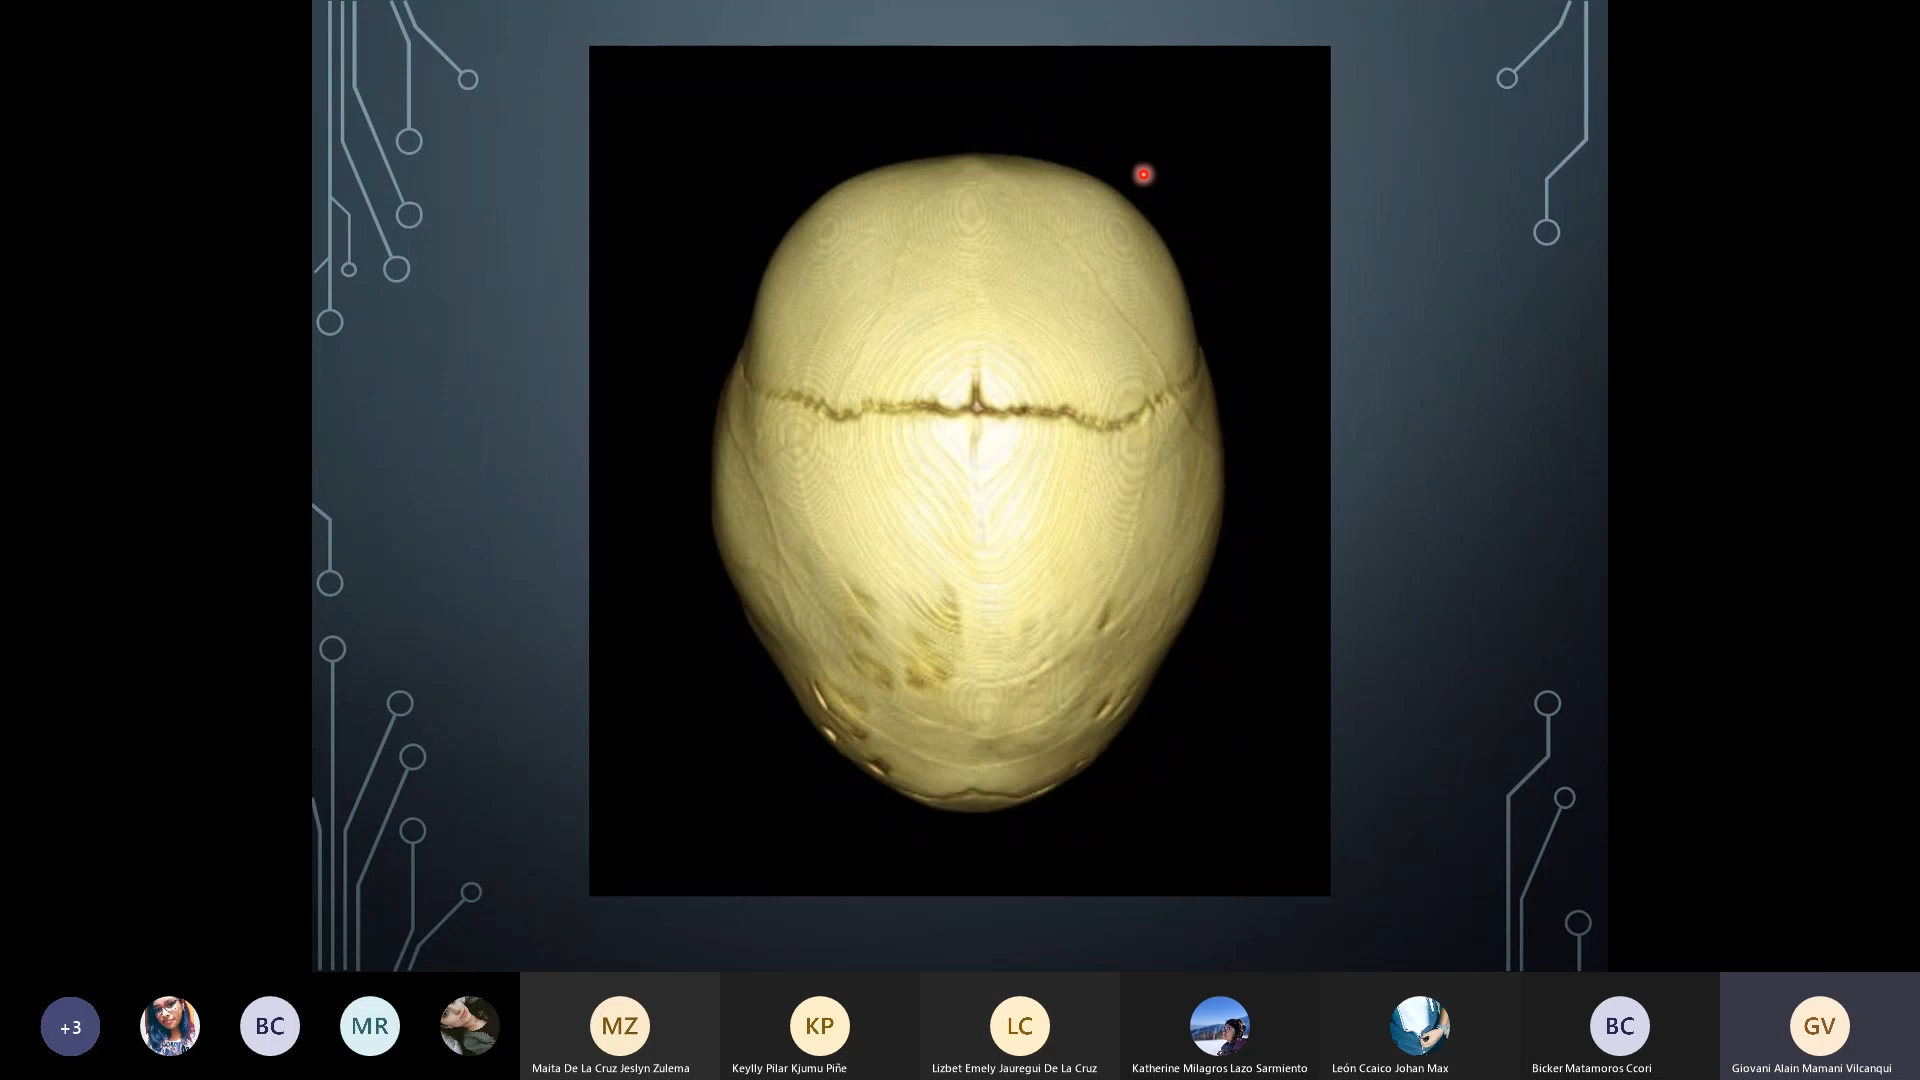 +3
BC
MR
MZ
KP
LC
BC
GV
Maita De La Cruz Jeslyn Zulema
Keylly Pilar Kjumu Piñe
Lizbet Emely Jauregui De La Cruz
Katherine Milagros Lazo Sarmiento
León Ccaico Johan Max
Bicker Matamoros Ccori
Giovani Alain Mamani Vilcanqui